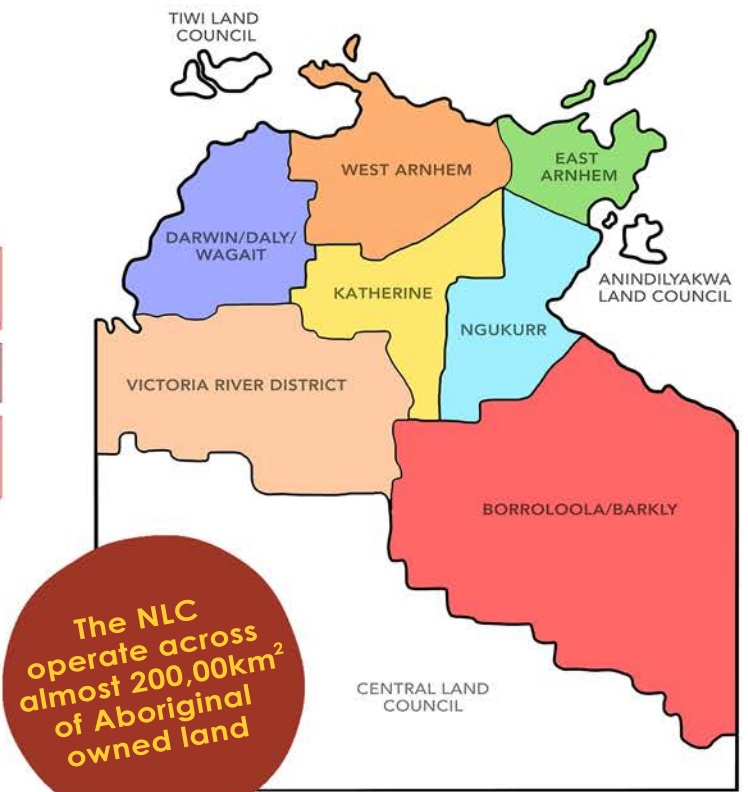 TIWI LAND
COUNCIL
WEST ARNHEM
EAST
ARNHEM
DARWIN/DALY/
WAGAIT
ANINDILYAKWA
LAND COUNCIL
KATHERINE
NGUKURR
VICTORIA RIVER DISTRICT
BORROLOOLA/BARKLY
The NLC
operate across
almost 200,00km²
of Aboriginal
owned land
CENTRAL LAND
COUNCIL